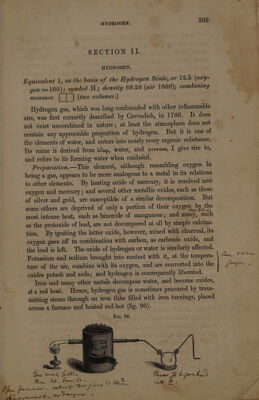 HYDROGEN. 305
SECTION II.
HYDROGEN.
Equivalent 1, as the basis of the Hydrogen Scale, or 12.5 (oxy-
gen = 100); symbol H; density 69.26 (air 1000); combining
measure (two volumes.)
Hydrogen gas, which was long confounded with other inflammable
airs, was first correctly described by Cavendish, in 1766. It does
not exist uncombined in nature; at least the atmosphere does not
contain any appreciable proportion of hydrogen. But it is one of
the elements of water, and enters into nearly every organic substance.
Its name is derived from ὕδωρ, water, and γεννάω, I give rise to,
and refers to its forming water when oxidated.
Preparation.—This element, although resembling oxygen in
being a gas, appears to be more analogous to a metal in its relations
to other elements. By heating oxide of mercury, it is resolved into
oxygen and mercury; and several other metallic oxides, such as those
of silver and gold, are susceptible of a similar decomposition. But
some others are deprived of only a portion of their oxygen by the
most intense heat, such as binoxide of manganese; and many, such
as the protoxide of lead, are not decomposed at all by simple calcina-
tion. By igniting the latter oxide, however, mixed with charcoal, its
oxygen goes off in combination with carbon, as carbonic oxide, and
the lead is left. The oxide of hydrogen or water is similarly affected.
Potassium and sodium brought into contact with it, at the tempera-
ture of the air, combine with its oxygen, and are converted into the
oxides potash and soda; and hydrogen is consequently liberated.
Iron and many other metals decompose water, and become oxides,
at a red heat. Hence, hydrogen gas is sometimes procured by trans-
mitting steam through an iron tube filled with iron turnings, placed
across a furnace and heated red-hot (fig. 96).
FIG. 96.